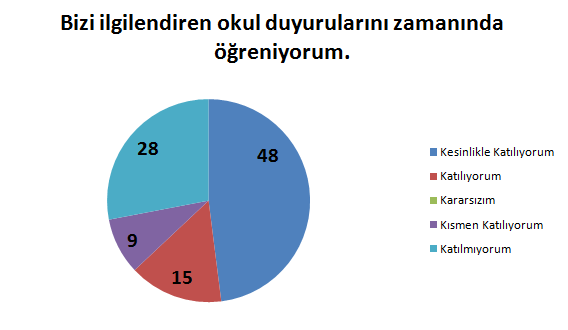 Bizi ilgilendiren okul duyurularını zamanında
öğreniyorum.
28
48
9
15
Kesinlikle Katılıyorum
Katılıyorum
Kararsızım
Kısmen Katılıyorum
Katılmıyorum